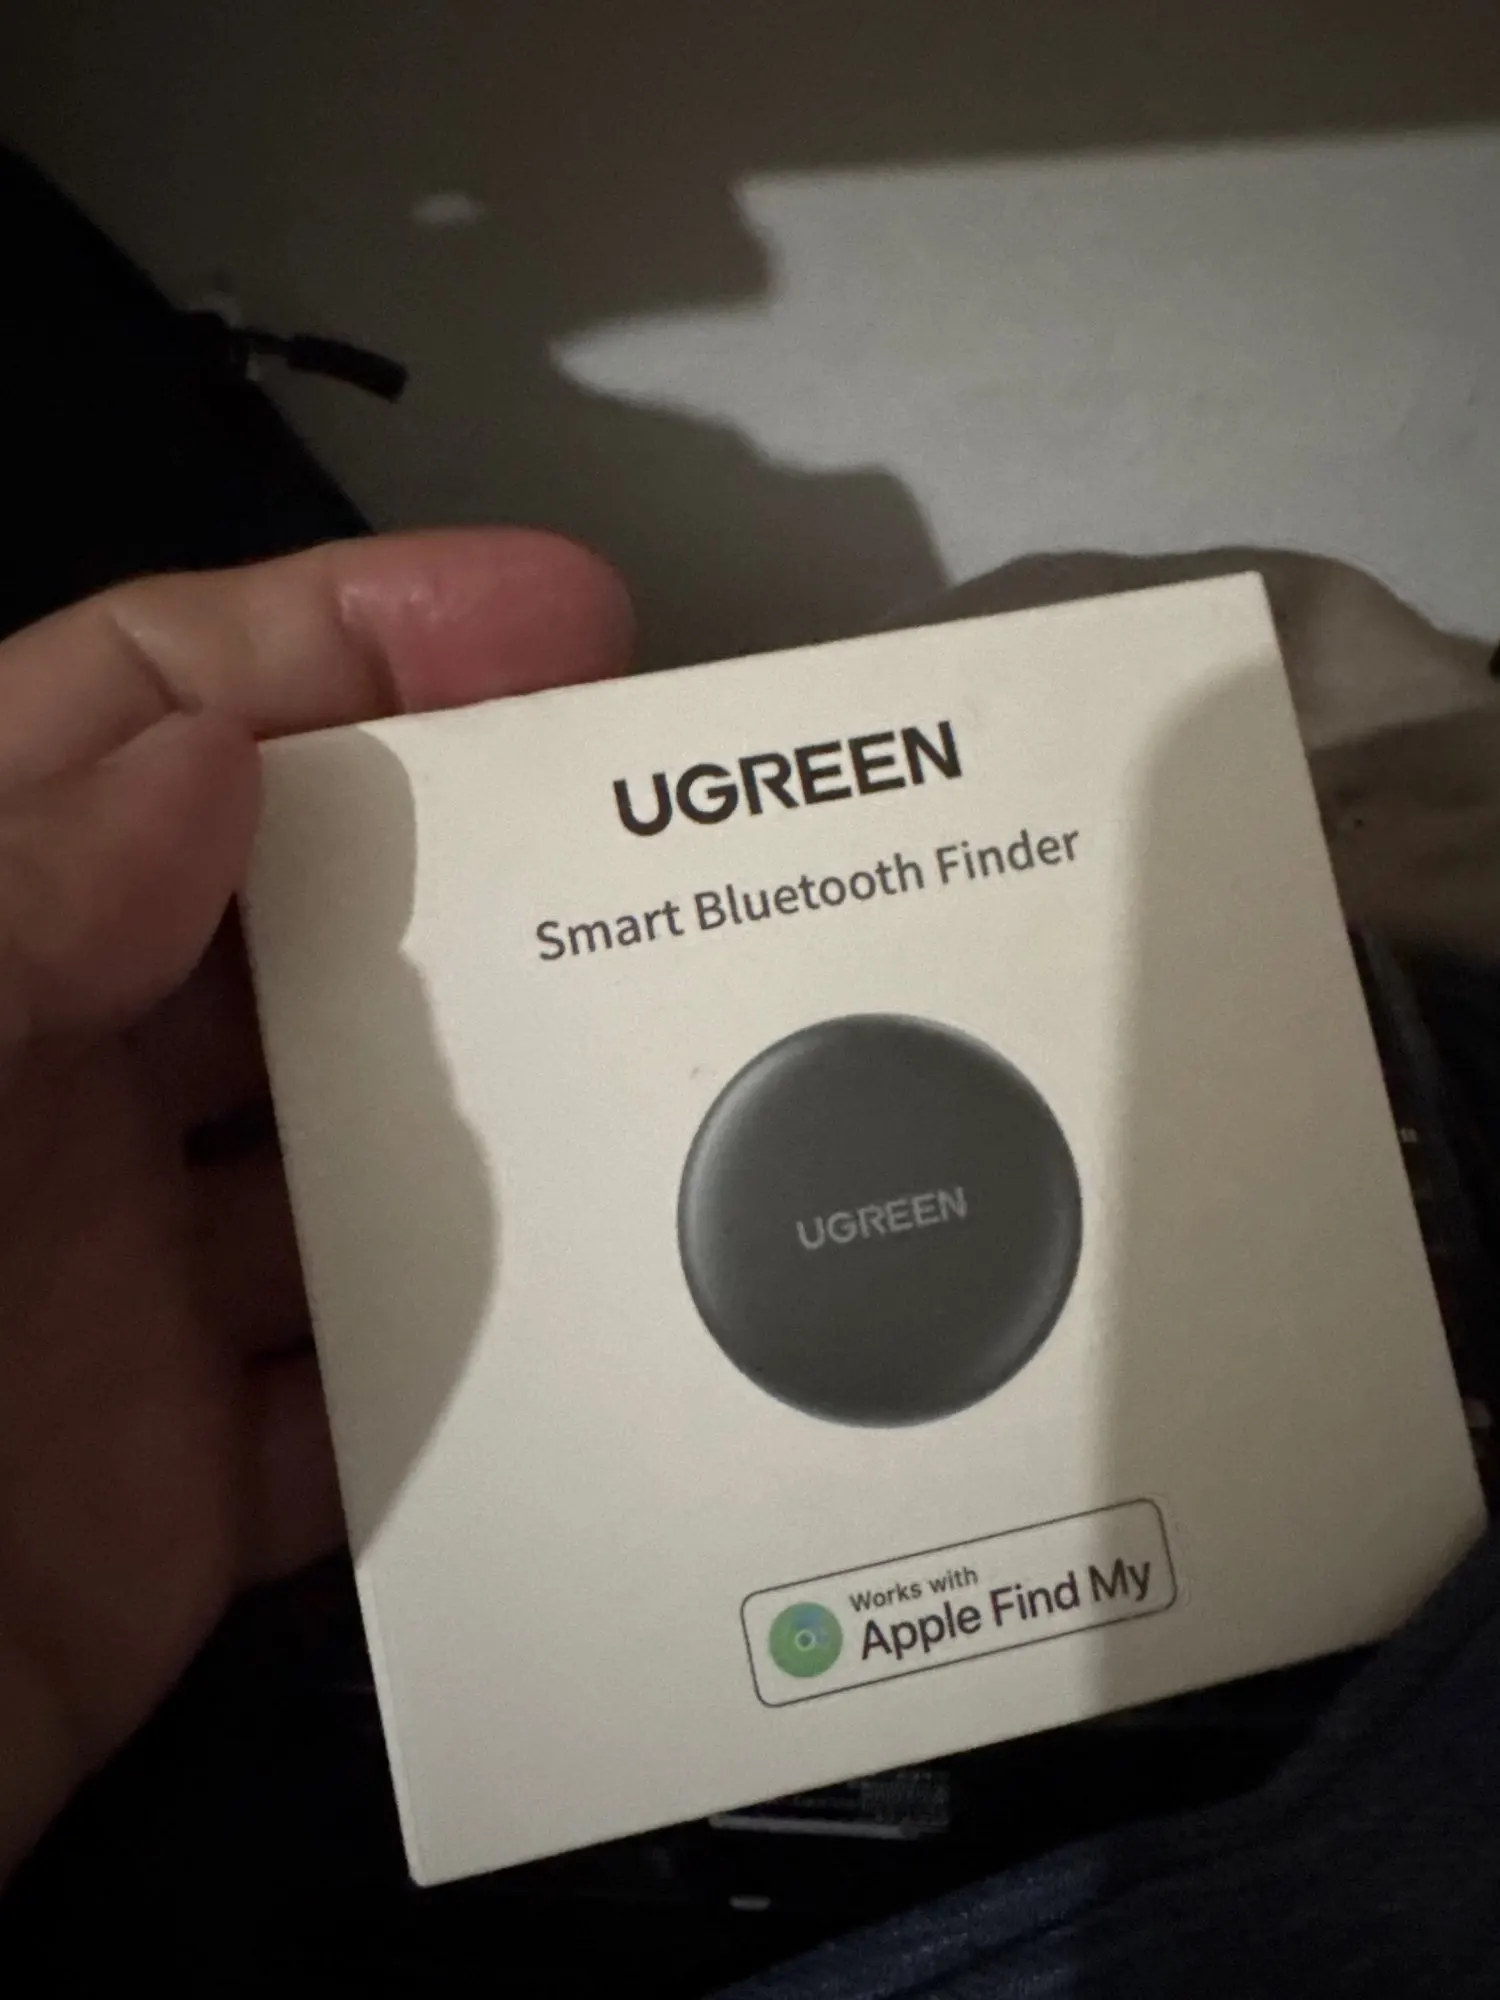 UGREEN
Smart Bluetooth Finder
UGREEN
Works with
Apple Find My